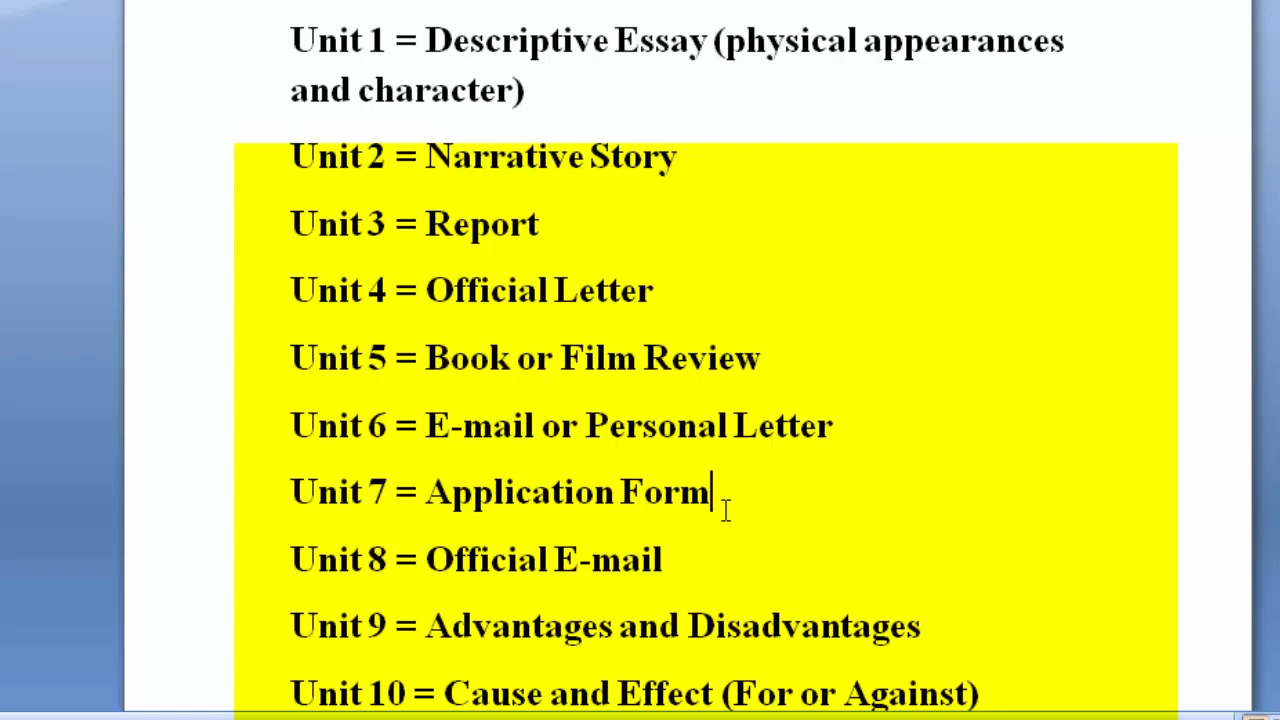 Unit 1 = Descriptive Essay (physical appearances
and character)
Unit 2 = Narrative Story
Unit 3 = Report
Unit 4 = Official Letter
Unit 5 = Book or Film Review
Unit 6 = E-mail or Personal Letter
Unit 7 = Application Form
Unit 8 = Official E-mail
Unit 9 = Advantages and Disadvantages
Unit 10 = Cause and Effect (For or Against)